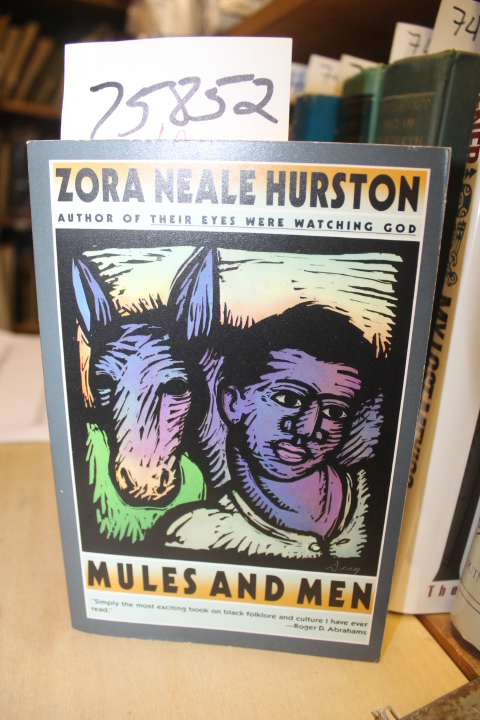 75852
ZORA NEALE HURSTON
AUTHOR OF THEIR EYES WERE WATCHING GOD
MULES AND MEN
"Simply the most exciting book on black folklore and culture I have ever
read."
—Roger D. Abrahams
74